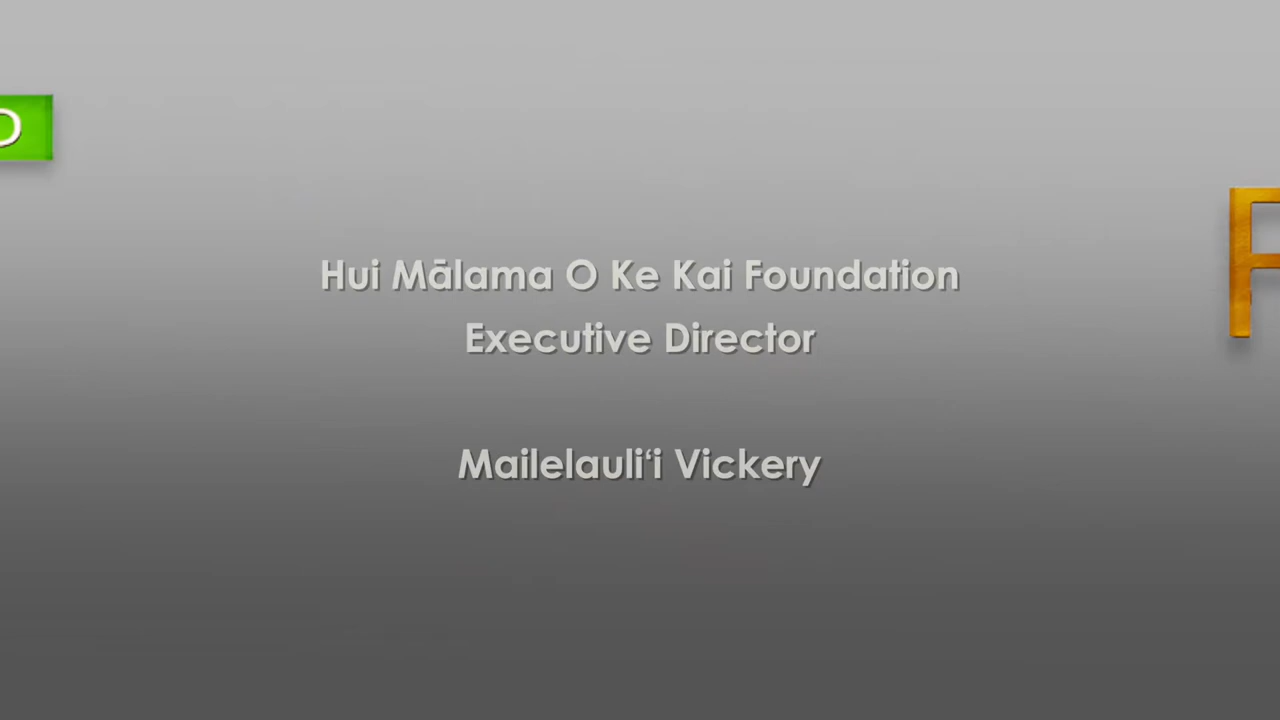 O
Hui Mālama O Ke Kai Foundation
Executive Director
Mailelauliʻi Vickery